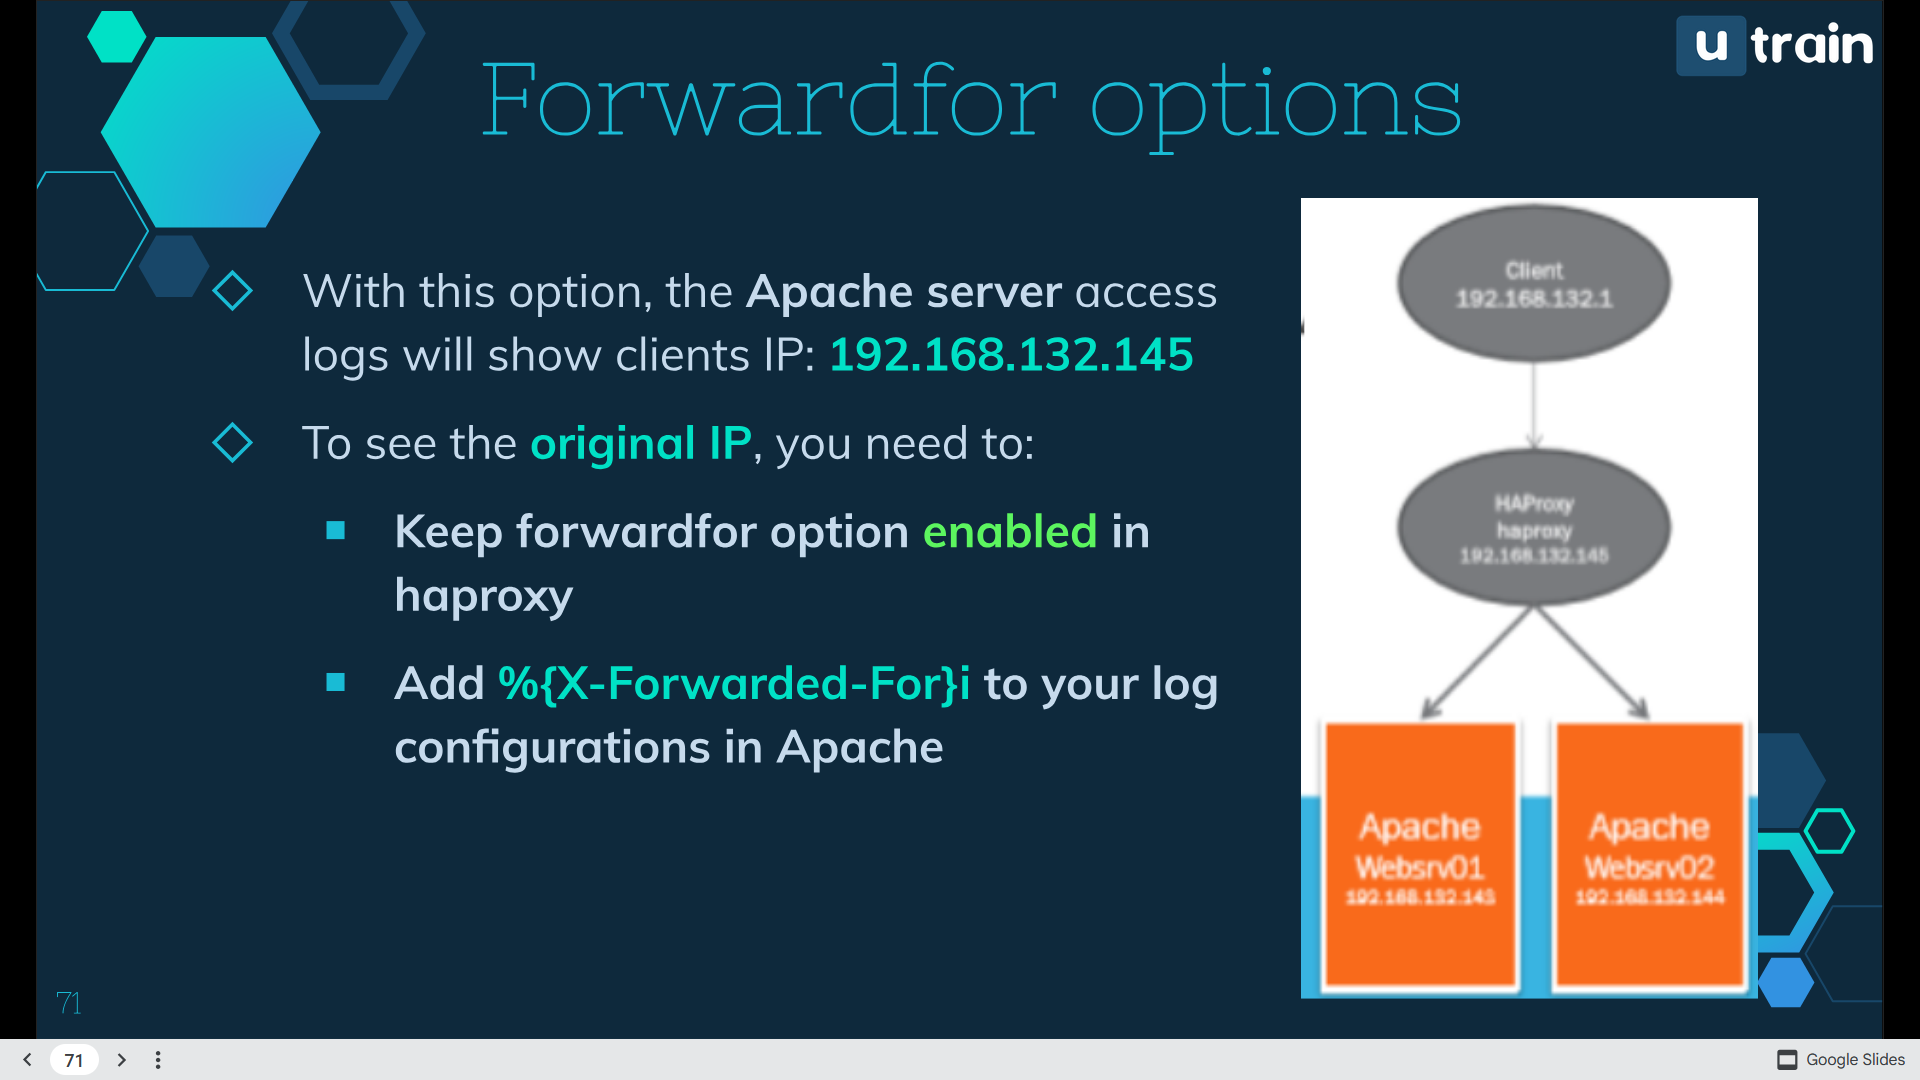 u train
Forwardfor options
With this option, the Apache server access
logs will show clients IP: 192.168.132.145
To see the original IP, you need to:
Keep forwardfor option enabled in
haproxy
Add %{X-Forwarded-For}i to your log
configurations in Apache
Client
192.168.132.1
HAProxy
haproxy
192.168.132.145
Apache
Websrv01
192.168.132.143
Apache
Websrv02
192.168.132.144
71
71
Google Slides